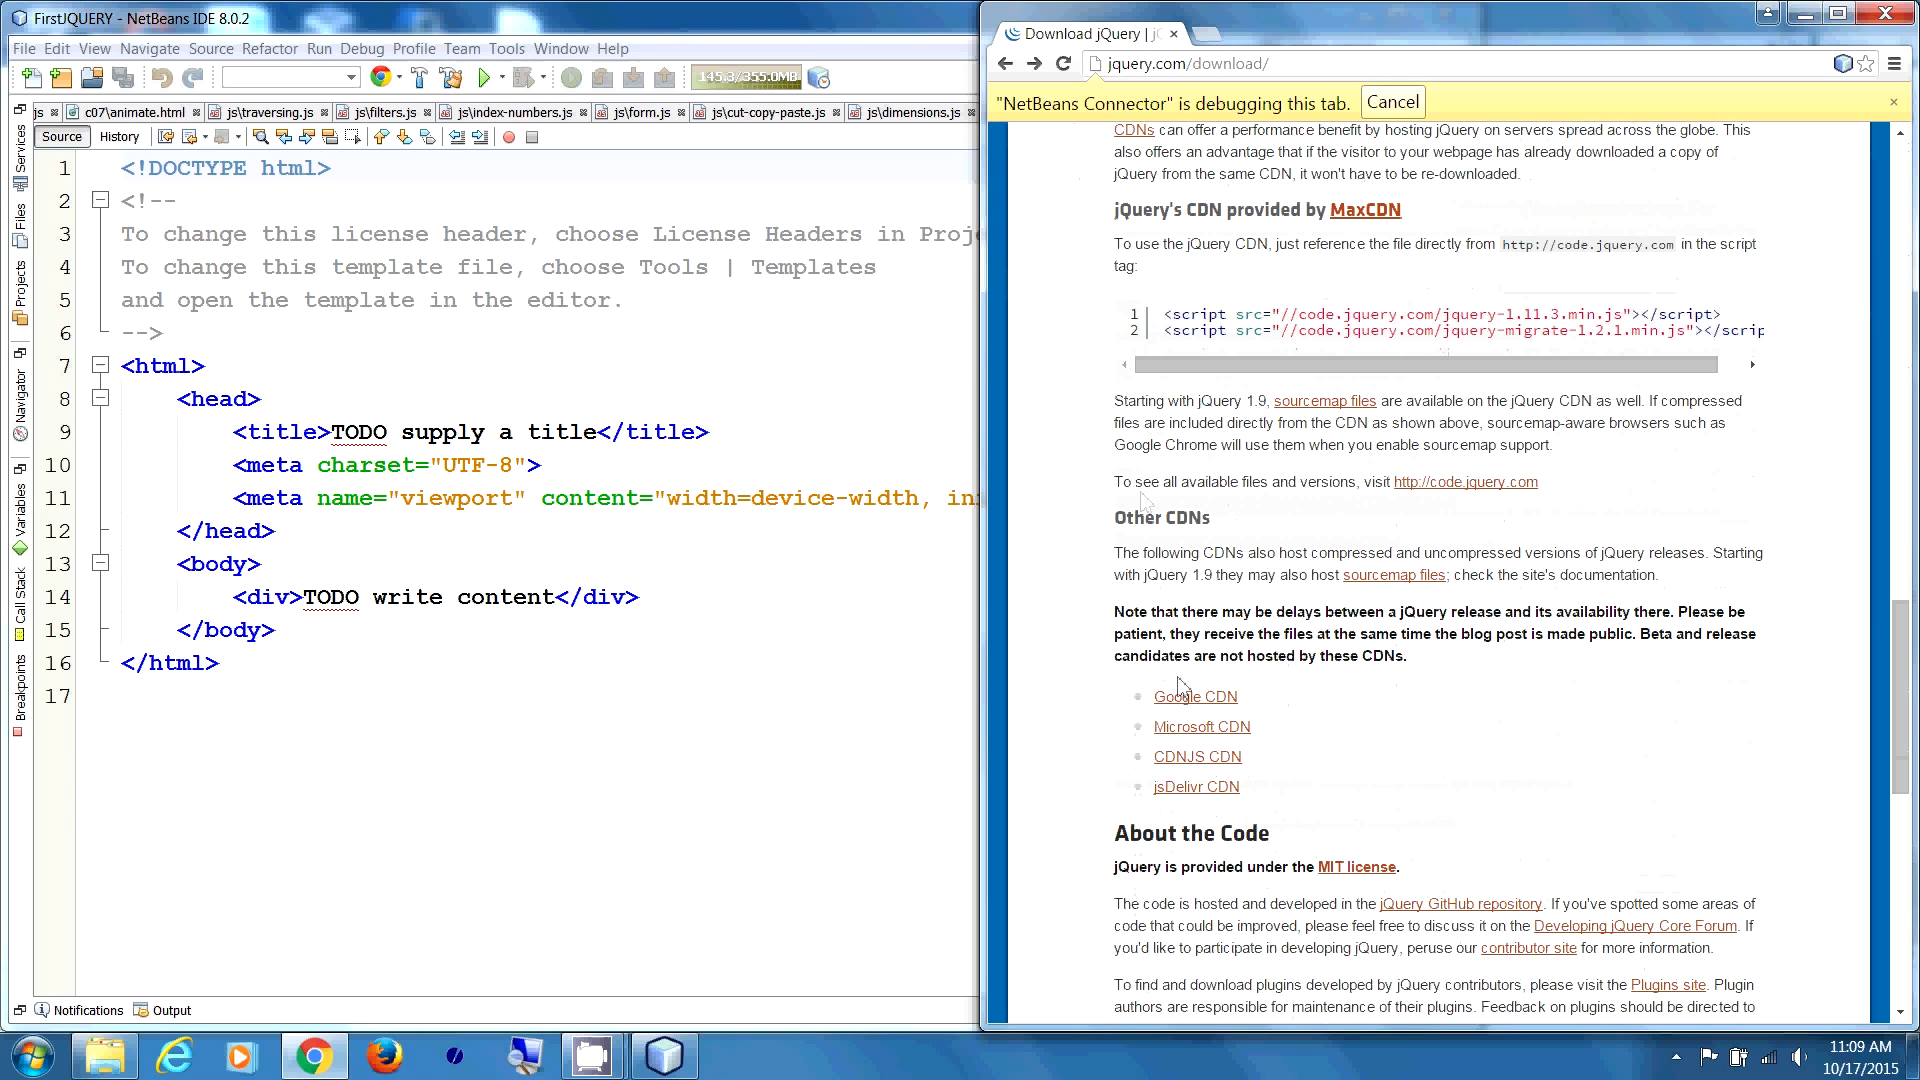 FirstJQUERY - NetBeans IDE 8.0.2
File Edit View Navigate Source Refactor Run Debug Profile Team Tools Window Help
145.3/355.0MB
js c07\animate.html js\traversing.js js\filters.js js\index-numbers.js js\form.js js\cut-copy-paste.js js\dimensions.js
Source History
Services
Files
Projects
Navigator
Variables
Call Stack
Breakpoints
1 <!DOCTYPE html>
2 <!--
3 To change this license header, choose License Headers in Proj
4 To change this template file, choose Tools | Templates
5 and open the template in the editor.
6 -->
7 <html>
8 <head>
9 <title>TODO supply a title</title>
10 <meta charset="UTF-8">
11 <meta name="viewport" content="width=device-width, in
12 </head>
13 <body>
14 <div>TODO write content</div>
15 </body>
16 </html>
17
Notifications Output
Download jQuery |
jquery.com/download/
"NetBeans Connector" is debugging this tab. Cancel
CDNs can offer a performance benefit by hosting jQuery on servers spread across the globe. This
also offers an advantage that if the visitor to your webpage has already downloaded a copy of
jQuery from the same CDN, it won't have to be re-downloaded.
jQuery's CDN provided by MaxCDN
To use the jQuery CDN, just reference the file directly from http://code.jquery.com in the script
tag:
1 <script src="//code.jquery.com/jquery-1.11.3.min.js"></script>
2 <script src="//code.jquery.com/jquery-migrate-1.2.1.min.js"></scrip
Starting with jQuery 1.9, sourcemap files are available on the jQuery CDN as well. If compressed
files are included directly from the CDN as shown above, sourcemap-aware browsers such as
Google Chrome will use them when you enable sourcemap support.
To see all available files and versions, visit http://code.jquery.com
Other CDNs
The following CDNs also host compressed and uncompressed versions of jQuery releases. Starting
with jQuery 1.9 they may also host sourcemap files; check the site's documentation.
Note that there may be delays between a jQuery release and its availability there. Please be
patient, they receive the files at the same time the blog post is made public. Beta and release
candidates are not hosted by these CDNs.
Google CDN
Microsoft CDN
CDNJS CDN
jsDelivr CDN
About the Code
jQuery is provided under the MIT license.
The code is hosted and developed in the jQuery GitHub repository. If you've spotted some areas of
code that could be improved, please feel free to discuss it on the Developing jQuery Core Forum. If
you'd like to participate in developing jQuery, peruse our contributor site for more information.
To find and download plugins developed by jQuery contributors, please visit the Plugins site. Plugin
authors are responsible for maintenance of their plugins. Feedback on plugins should be directed to
11:09 AM
10/17/2015